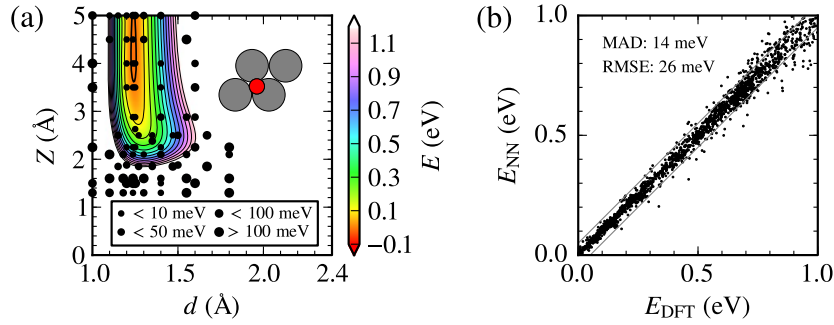 (a)
5
4
3
2
1
0
Z (Å)
1.0
1.4
1.8
2.0
2.4
d (Å)
< 10 meV
< 100 meV
< 50 meV
> 100 meV
1.1
0.9
0.7
0.5
0.3
0.1
−0.1
E (eV)
(b)
1.0
0.5
0.0
E_NN (eV)
MAD: 14 meV
RMSE: 26 meV
0.0
0.5
1.0
E_DFT (eV)